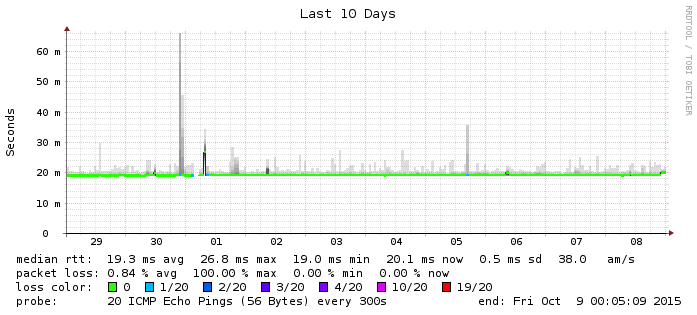 Last 10 Days
RRDTOOL / TOBI OETIKER
Seconds
60 m
50 m
40 m
30 m
20 m
10 m
0
29 30 01 02 03 04 05 06 07 08
median rtt: 19.3 ms avg 26.8 ms max 19.0 ms min 20.1 ms now 0.5 ms sd 38.0 am/s
packet loss: 0.84 % avg 100.00 % max 0.00 % min 0.00 % now
loss color: 0 1/20 2/20 3/20 4/20 10/20 19/20
probe: 20 ICMP Echo Pings (56 Bytes) every 300s end: Fri Oct 9 00:05:09 2015